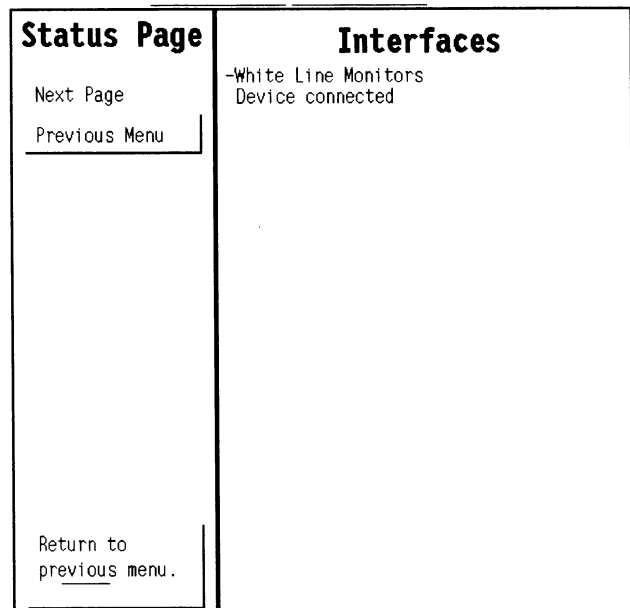 Status Page
Next Page
Previous Menu
Return to
previous menu.
Interfaces
-White Line Monitors
Device connected